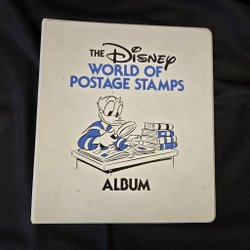 THE Disney
WORLD OF
POSTAGE STAMPS
ALBUM